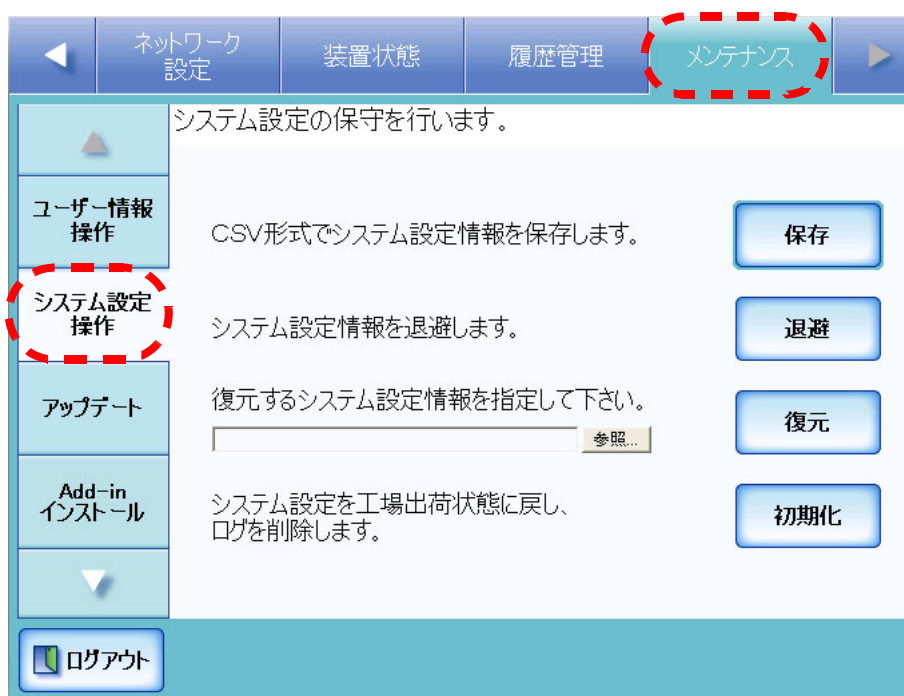 ネットワーク
設定
装置状態
履歴管理
メンテナンス
システム設定の保守を行います。
ユーザー情報
操作
CSV形式でシステム設定情報を保存します。
保存
システム設定
操作
システム設定情報を退避します。
退避
アップデート
復元するシステム設定情報を指定して下さい。
参照...
復元
Add-in
インストール
システム設定を工場出荷状態に戻し、
ログを削除します。
初期化
ログアウト